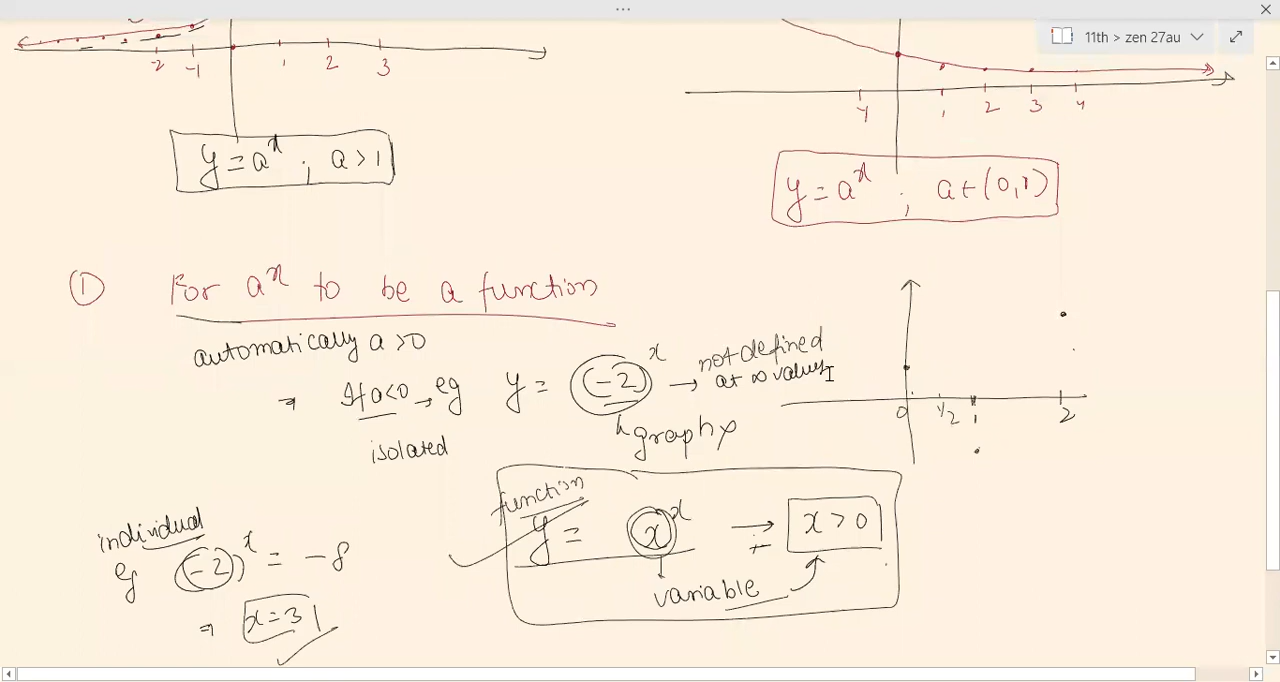 ...
11th > zen 27au
-2 -1 1 2 3
-1 1 2 3 4
y = a^x ; a > 1
y = a^x ; a ∈ (0, 1)
① For a^x to be a function
automatically a > 0
⇒ If a<0 → eg y = (-2)^x → not defined
at ∞ values
isolated
graph x
0 1/2 1 2
function
y = x^x → x > 0
variable
individual
eg (-2)^x = -8
⇒ x = 3